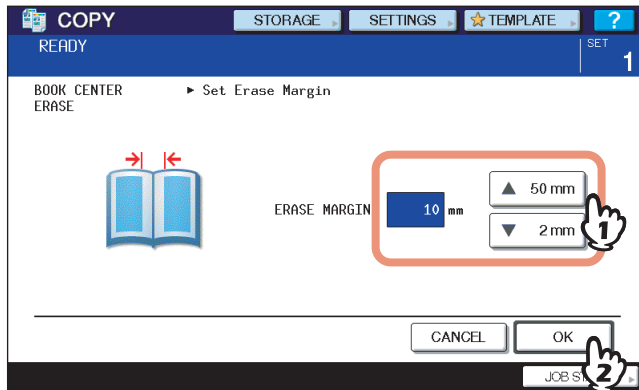 COPY
STORAGE
SETTINGS
TEMPLATE
?
READY
SET
1
BOOK CENTER
ERASE
▶ Set Erase Margin
ERASE MARGIN
10 mm
▲ 50 mm
▼ 2 mm
1
CANCEL
OK
JOB S
2